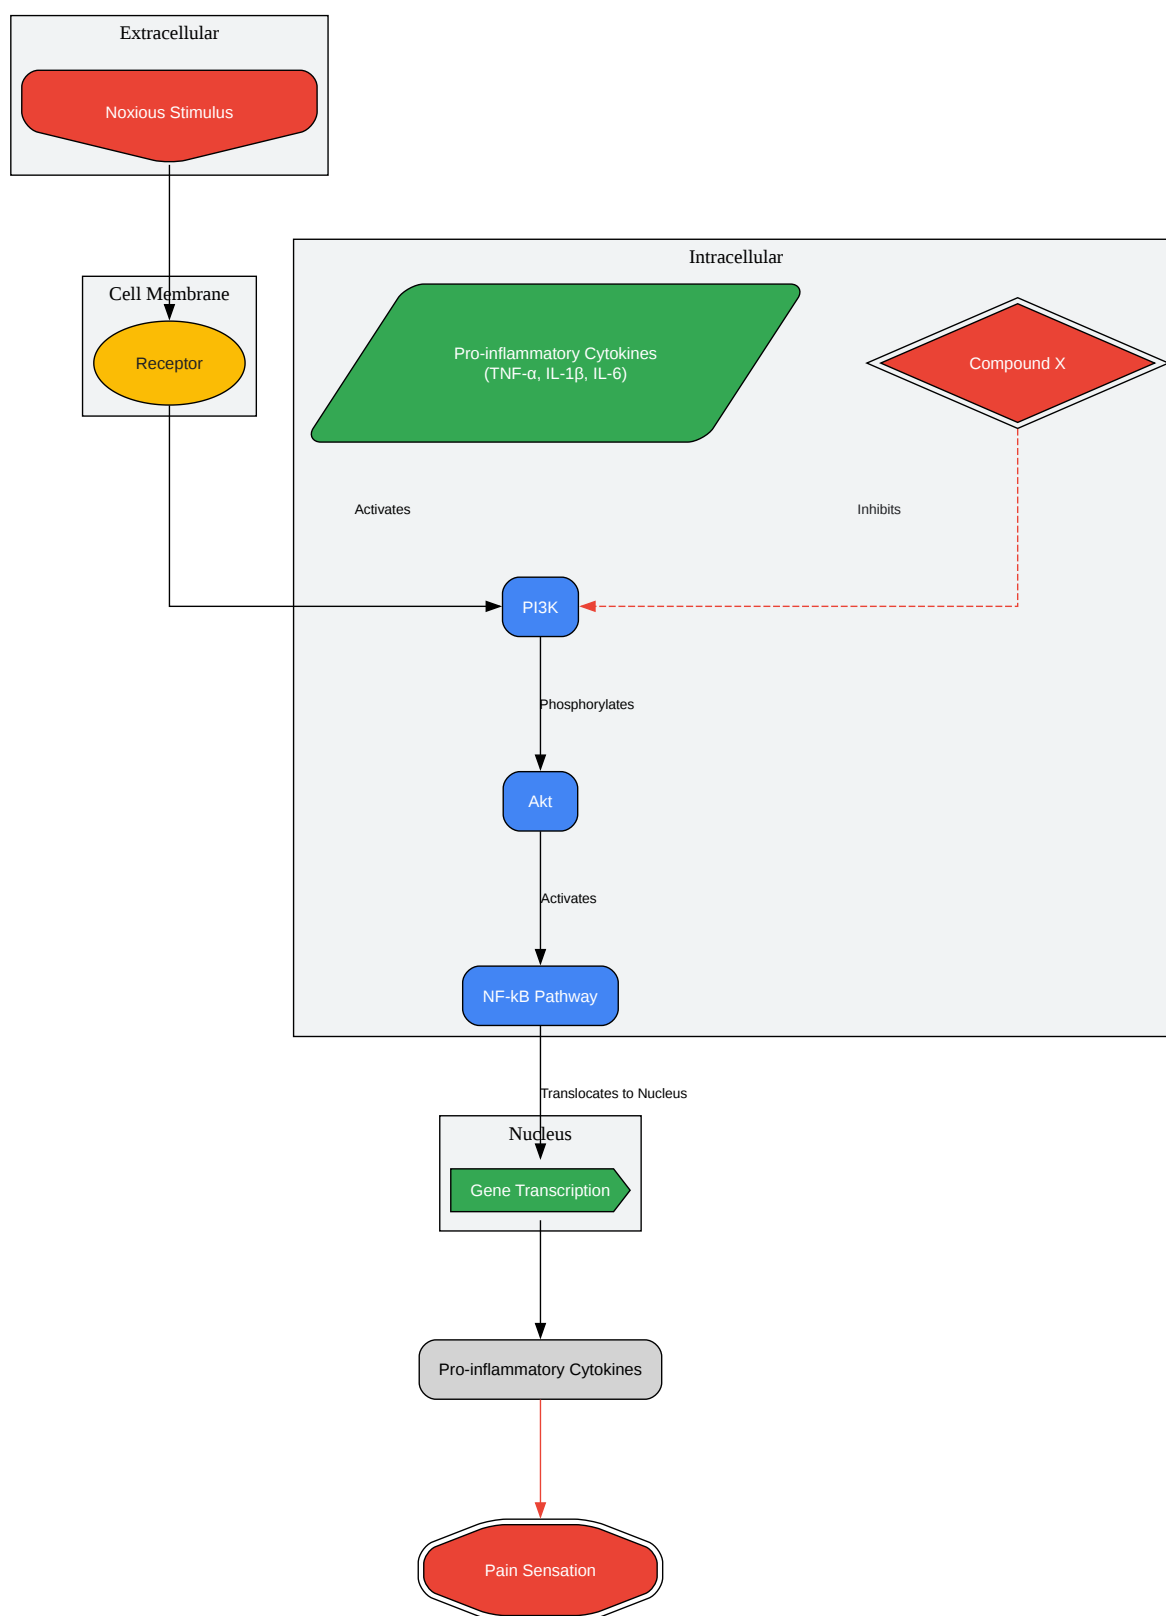 Extracellular
Noxious Stimulus
Intracellular
Cell Membrane
Receptor
Pro-inflammatory Cytokines
(TNF-α, IL-1β, IL-6)
Compound X
Activates
Inhibits
PI3K
Phosphorylates
Akt
Activates
NF-kB Pathway
Translocates to Nucleus
Nucleus
Gene Transcription
Pro-inflammatory Cytokines
Pain Sensation